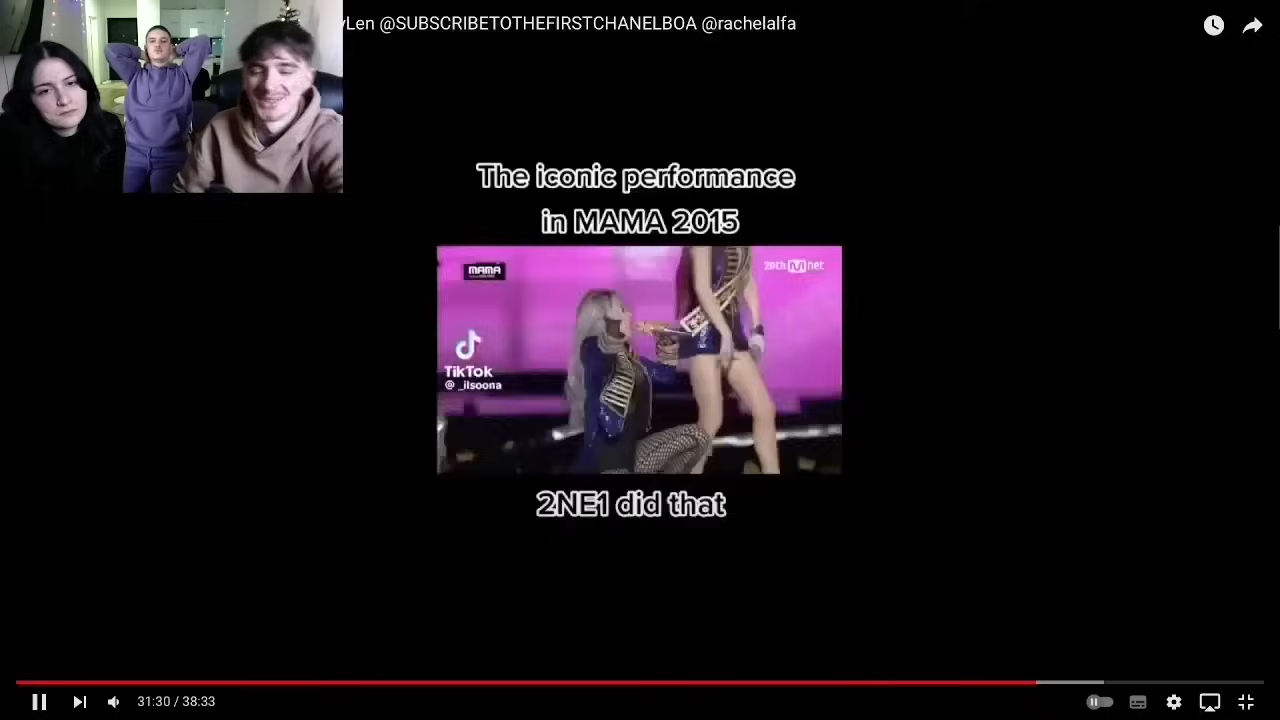 yLen @SUBSCRIBETOTHEFIRSTCHANELBOA @rachelalfa
The iconic performance
in MAMA 2015
MAMA
20th Mnet
TikTok
@_ilsoona
2NE1 did that
31:30 / 38:33